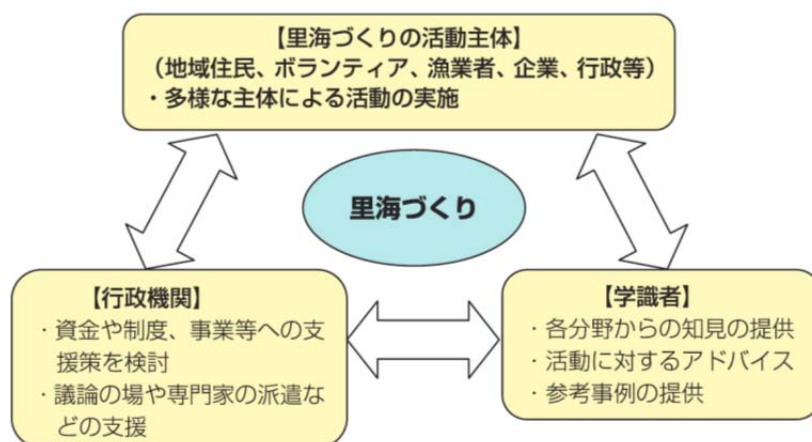 【里海づくりの活動主体】
（地域住民、ボランティア、漁業者、企業、行政等）
・多様な主体による活動の実施
里海づくり
【行政機関】
・資金や制度、事業等への支
援策を検討
・議論の場や専門家の派遣な
どの支援
【学識者】
・各分野からの知見の提供
・活動に対するアドバイス
・参考事例の提供